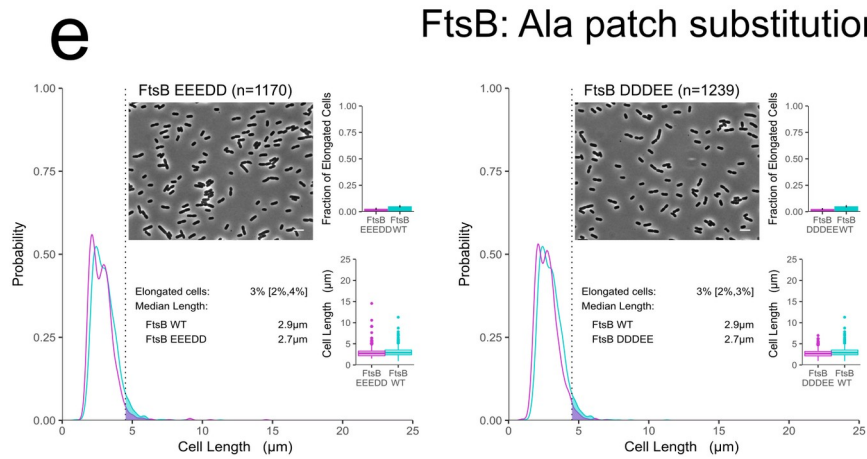 e
FtsB: Ala patch substitution
FtsB EEEDD (n=1170)
1.00
0.75
0.50
0.25
0.00
Probability
0
5
10
15
20
25
Cell Length (µm)
Elongated cells: 3% [2%,4%]
Median Length:
FtsB WT 2.9µm
FtsB EEEDD 2.7µm
Fraction of Elongated Cells
1.00
0.75
0.50
0.25
0.00
FtsB FtsB
EEEDD WT
Cell Length (µm)
25
20
15
10
5
0
FtsB FtsB
EEEDD WT
FtsB DDDEE (n=1239)
1.00
0.75
0.50
0.25
0.00
Probability
0
5
10
15
20
25
Cell Length (µm)
Elongated cells: 3% [2%,3%]
Median Length:
FtsB WT 2.9µm
FtsB DDDEE 2.7µm
Fraction of Elongated Cells
1.00
0.75
0.50
0.25
0.00
FtsB FtsB
DDDEE WT
Cell Length (µm)
25
20
15
10
5
0
FtsB FtsB
DDDEE WT